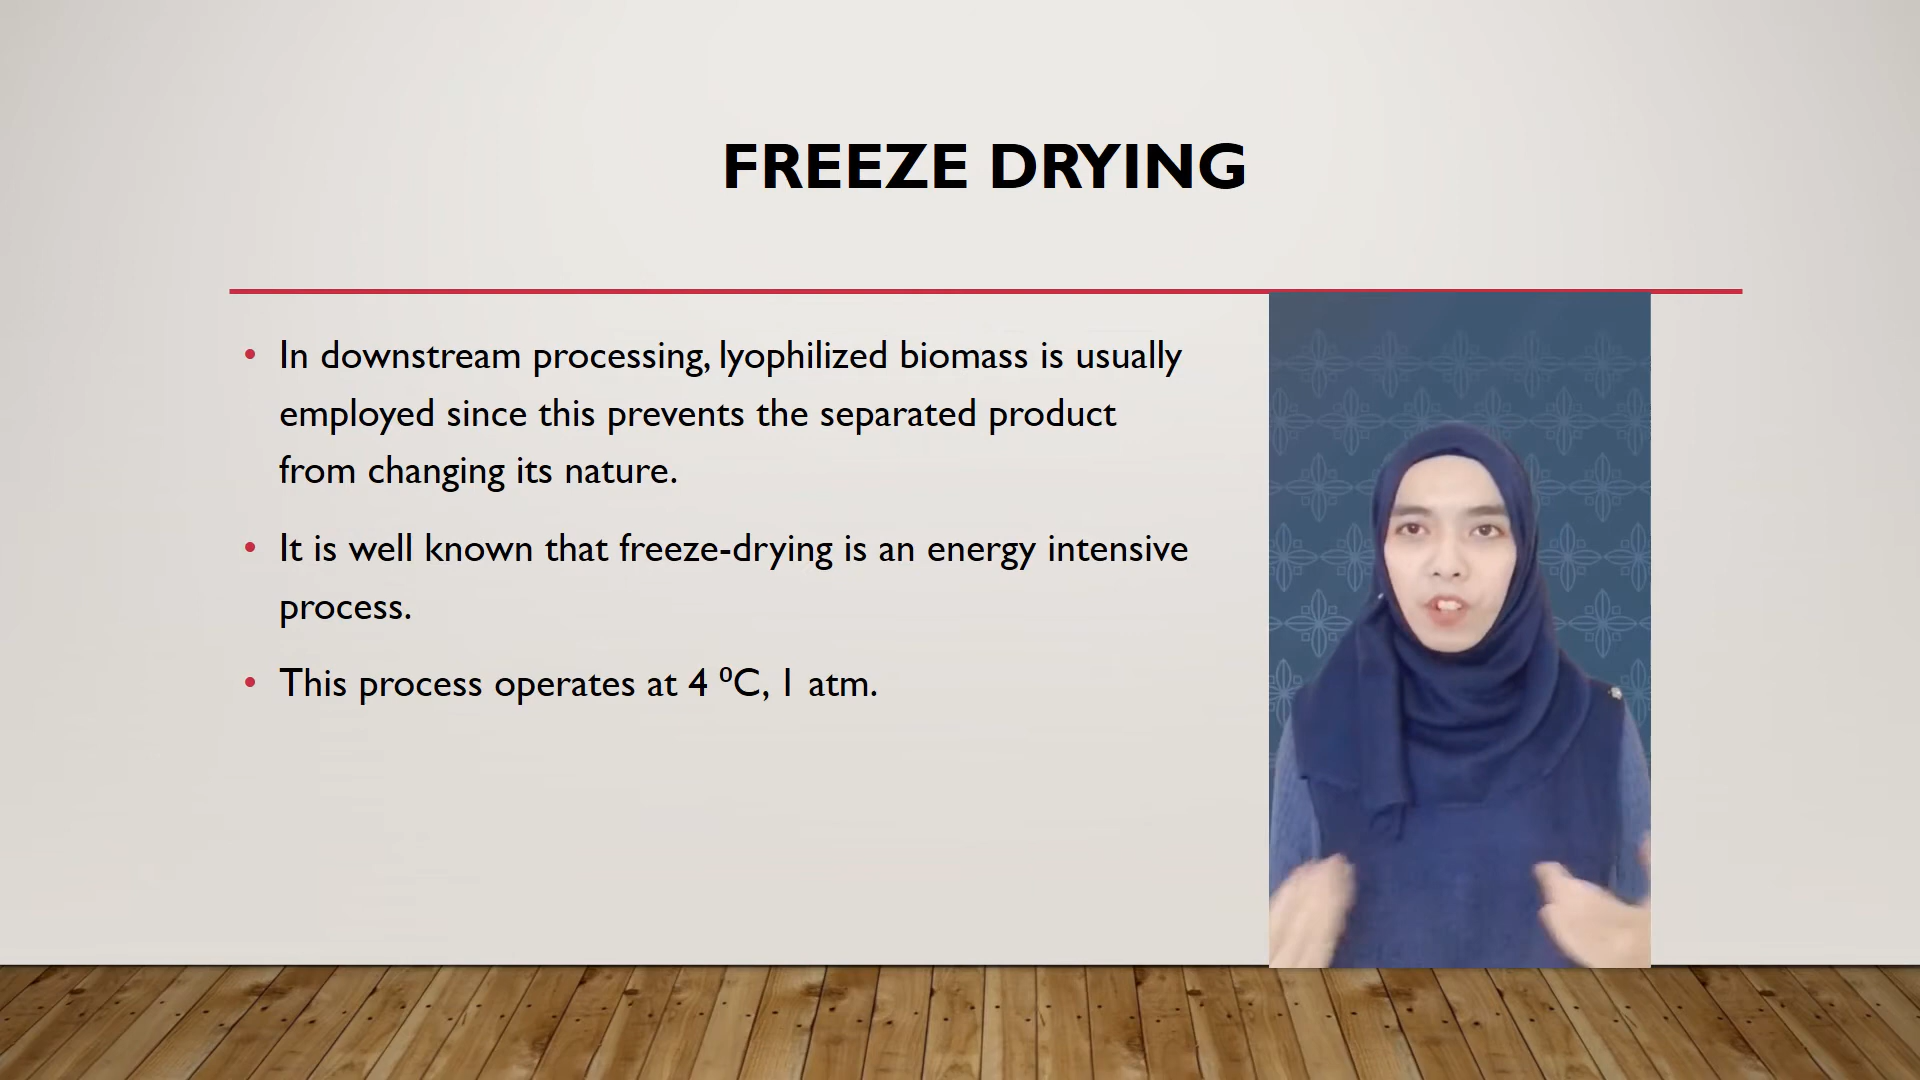 FREEZE DRYING
• In downstream processing, lyophilized biomass is usually
employed since this prevents the separated product
from changing its nature.
• It is well known that freeze-drying is an energy intensive
process.
• This process operates at 4 ⁰C, 1 atm.